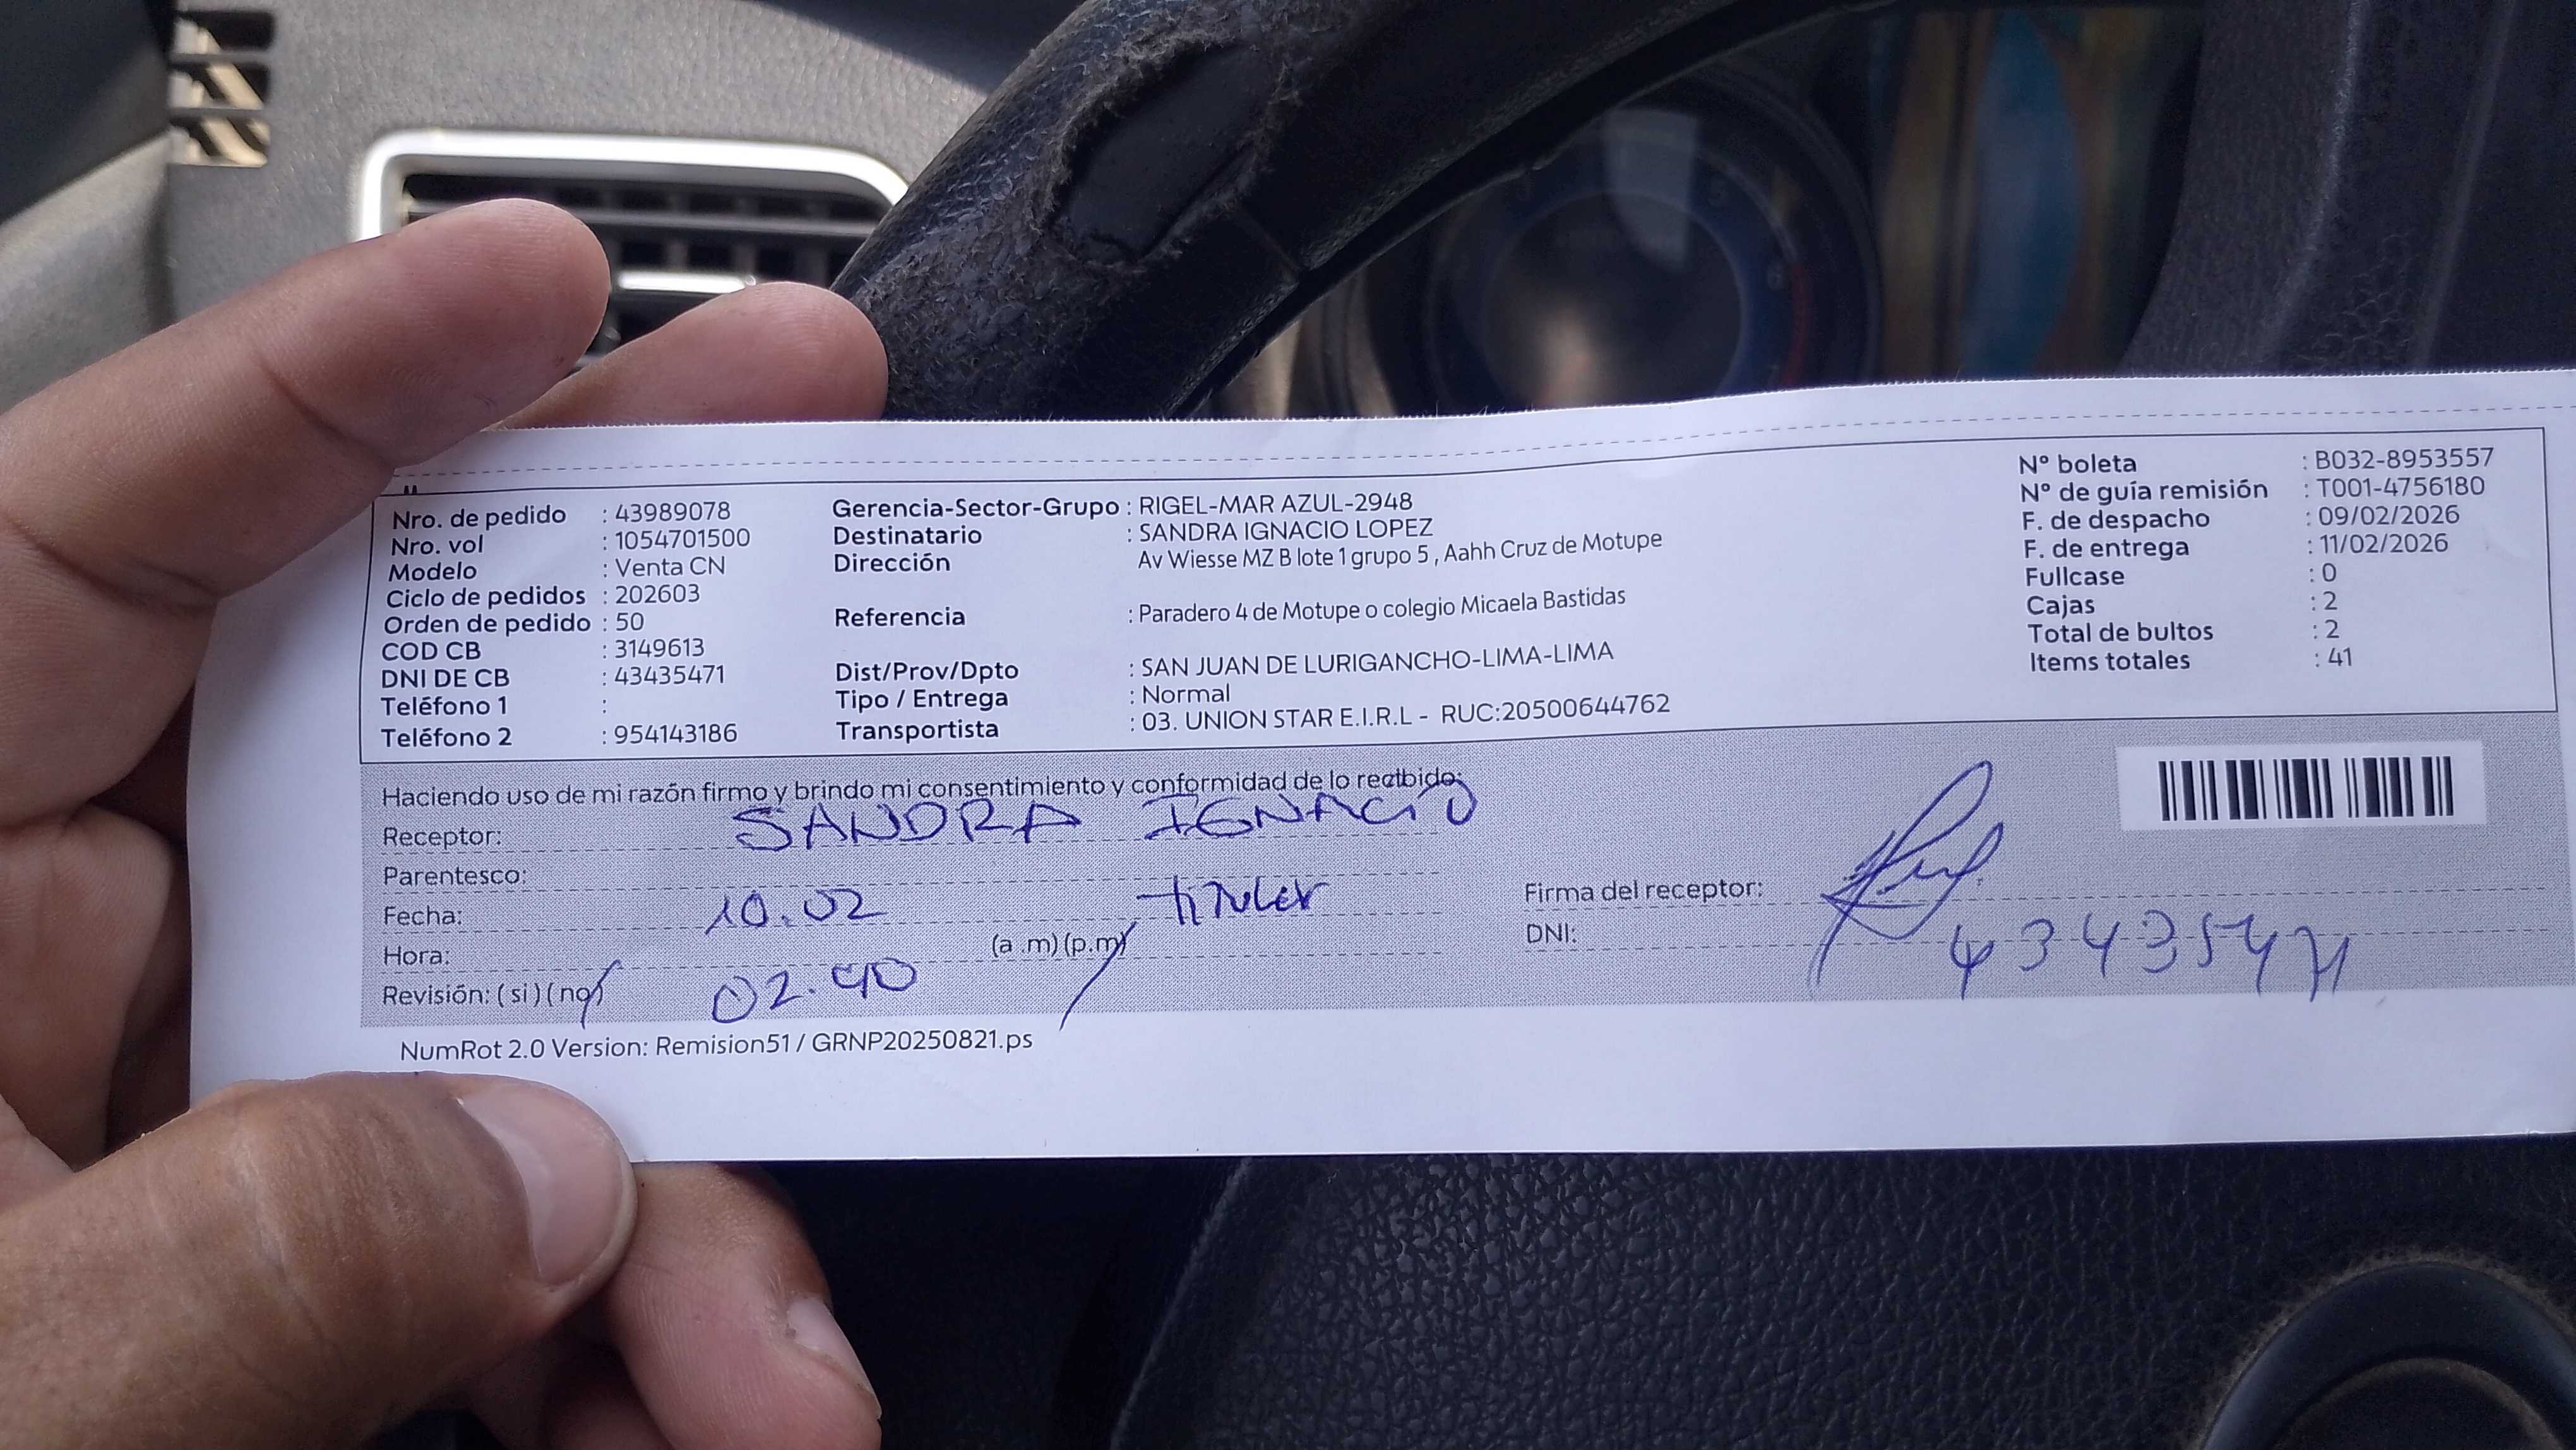 Nro. de pedido : 43989078
Nro. vol : 1054701500
Modelo : Venta CN
Ciclo de pedidos : 202603
Orden de pedido : 50
COD CB : 3149613
DNI DE CB : 43435471
Teléfono 1 :
Teléfono 2 : 954143186
Gerencia-Sector-Grupo : RIGEL-MAR AZUL-2948
Destinatario : SANDRA IGNACIO LOPEZ
Dirección Av Wiesse MZ B lote 1 grupo 5 , Aahh Cruz de Motupe
Referencia : Paradero 4 de Motupe o colegio Micaela Bastidas
Dist/Prov/Dpto : SAN JUAN DE LURIGANCHO-LIMA-LIMA
Tipo / Entrega : Normal
Transportista : 03. UNION STAR E.I.R.L - RUC:20500644762
N° boleta : B032-8953557
N° de guía remisión : T001-4756180
F. de despacho : 09/02/2026
F. de entrega : 11/02/2026
Fullcase : 0
Cajas : 2
Total de bultos : 2
Items totales : 41
Haciendo uso de mi razón firmo y brindo mi consentimiento y conformidad de lo recibido:
Receptor: SANDRA IGNACIO
Parentesco: titular
Fecha: 10.02
Hora: 02.40 (a .m) (p.m)
Revisión: ( si ) ( no )
Firma del receptor:
DNI: 43435471
NumRot 2.0 Version: Remision51 / GRNP20250821.ps